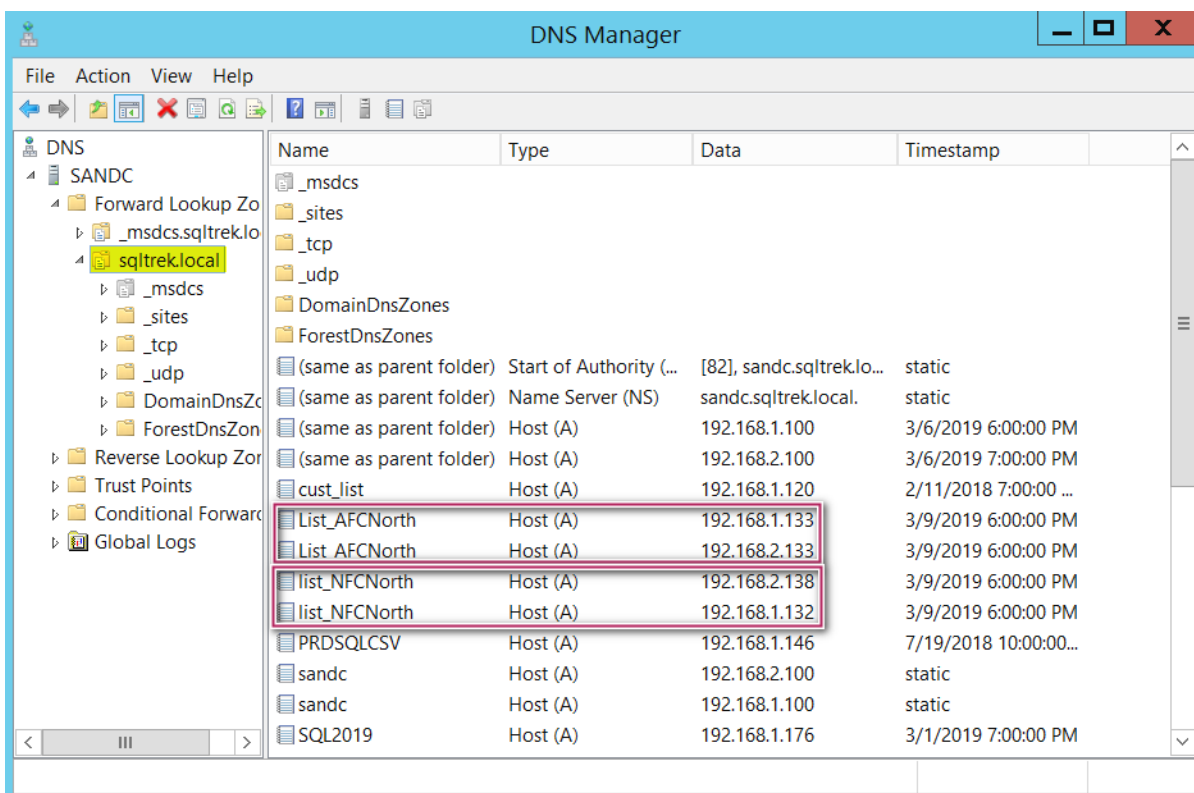 DNS Manager
File Action View Help
DNS
SANDC
Forward Lookup Zo
_msdcs.sqltrek.lo
sqltrek.local
_msdcs
_sites
_tcp
_udp
DomainDnsZo
ForestDnsZon
Reverse Lookup Zor
Trust Points
Conditional Forward
Global Logs
Name Type Data Timestamp
_msdcs
_sites
_tcp
_udp
DomainDnsZones
ForestDnsZones
(same as parent folder) Start of Authority (... [82], sandc.sqltrek.lo... static
(same as parent folder) Name Server (NS) sandc.sqltrek.local. static
(same as parent folder) Host (A) 192.168.1.100 3/6/2019 6:00:00 PM
(same as parent folder) Host (A) 192.168.2.100 3/6/2019 7:00:00 PM
cust_list Host (A) 192.168.1.120 2/11/2018 7:00:00 ...
List_AFCNorth Host (A) 192.168.1.133 3/9/2019 6:00:00 PM
List_AFCNorth Host (A) 192.168.2.133 3/9/2019 6:00:00 PM
list_NFCNorth Host (A) 192.168.2.138 3/9/2019 6:00:00 PM
list_NFCNorth Host (A) 192.168.1.132 3/9/2019 6:00:00 PM
PRDSQLCSV Host (A) 192.168.1.146 7/19/2018 10:00:00...
sandc Host (A) 192.168.2.100 static
sandc Host (A) 192.168.1.100 static
SQL2019 Host (A) 192.168.1.176 3/1/2019 7:00:00 PM